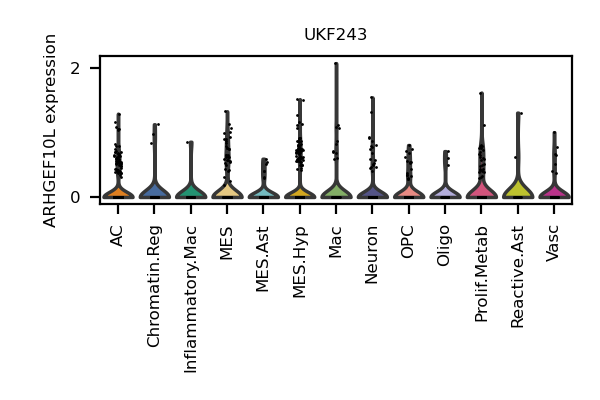 UKF243
ARHGEF10L expression
2
0
AC
Chromatin.Reg
Inflammatory.Mac
MES
MES.Ast
MES.Hyp
Mac
Neuron
OPC
Oligo
Prolif.Metab
Reactive.Ast
Vasc